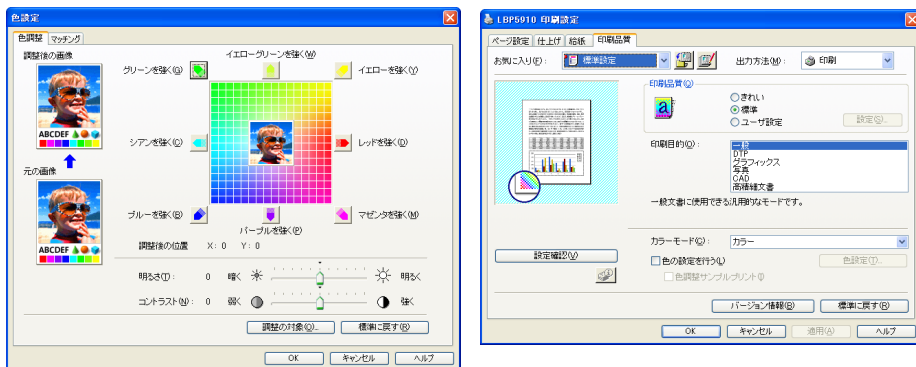 色設定
色調整 マッチング
調整後の画像
ABCDEF
元の画像
ABCDEF
イエローグリーンを強く(W)
グリーンを強く(G)
イエローを強く(Y)
シアンを強く(C)
レッドを強く(D)
ブルーを強く(B)
マゼンタを強く(M)
パープルを強く(P)
調整後の位置 X: 0 Y: 0
明るさ(T): 0 暗く 明るく
コントラスト(N): 0 弱く 強く
調整の対象(O)... 標準に戻す(R)
OK キャンセル ヘルプ
LBP5910 印刷設定
ページ設定 仕上げ 給紙 印刷品質
お気に入り(F): 標準設定 出力方法(M): 印刷
印刷品質(Q)
きれい
標準
ユーザ設定 設定(S)...
印刷目的(O):
一般
DTP
グラフィックス
写真
CAD
高精細文書
一般文書に使用できる汎用的なモードです。
カラーモード(C): カラー
設定確認(V)
色の設定を行う(L) 色設定(T)...
色調整サンプルプリント(I)
バージョン情報(B) 標準に戻す(R)
OK キャンセル 適用(A) ヘルプ